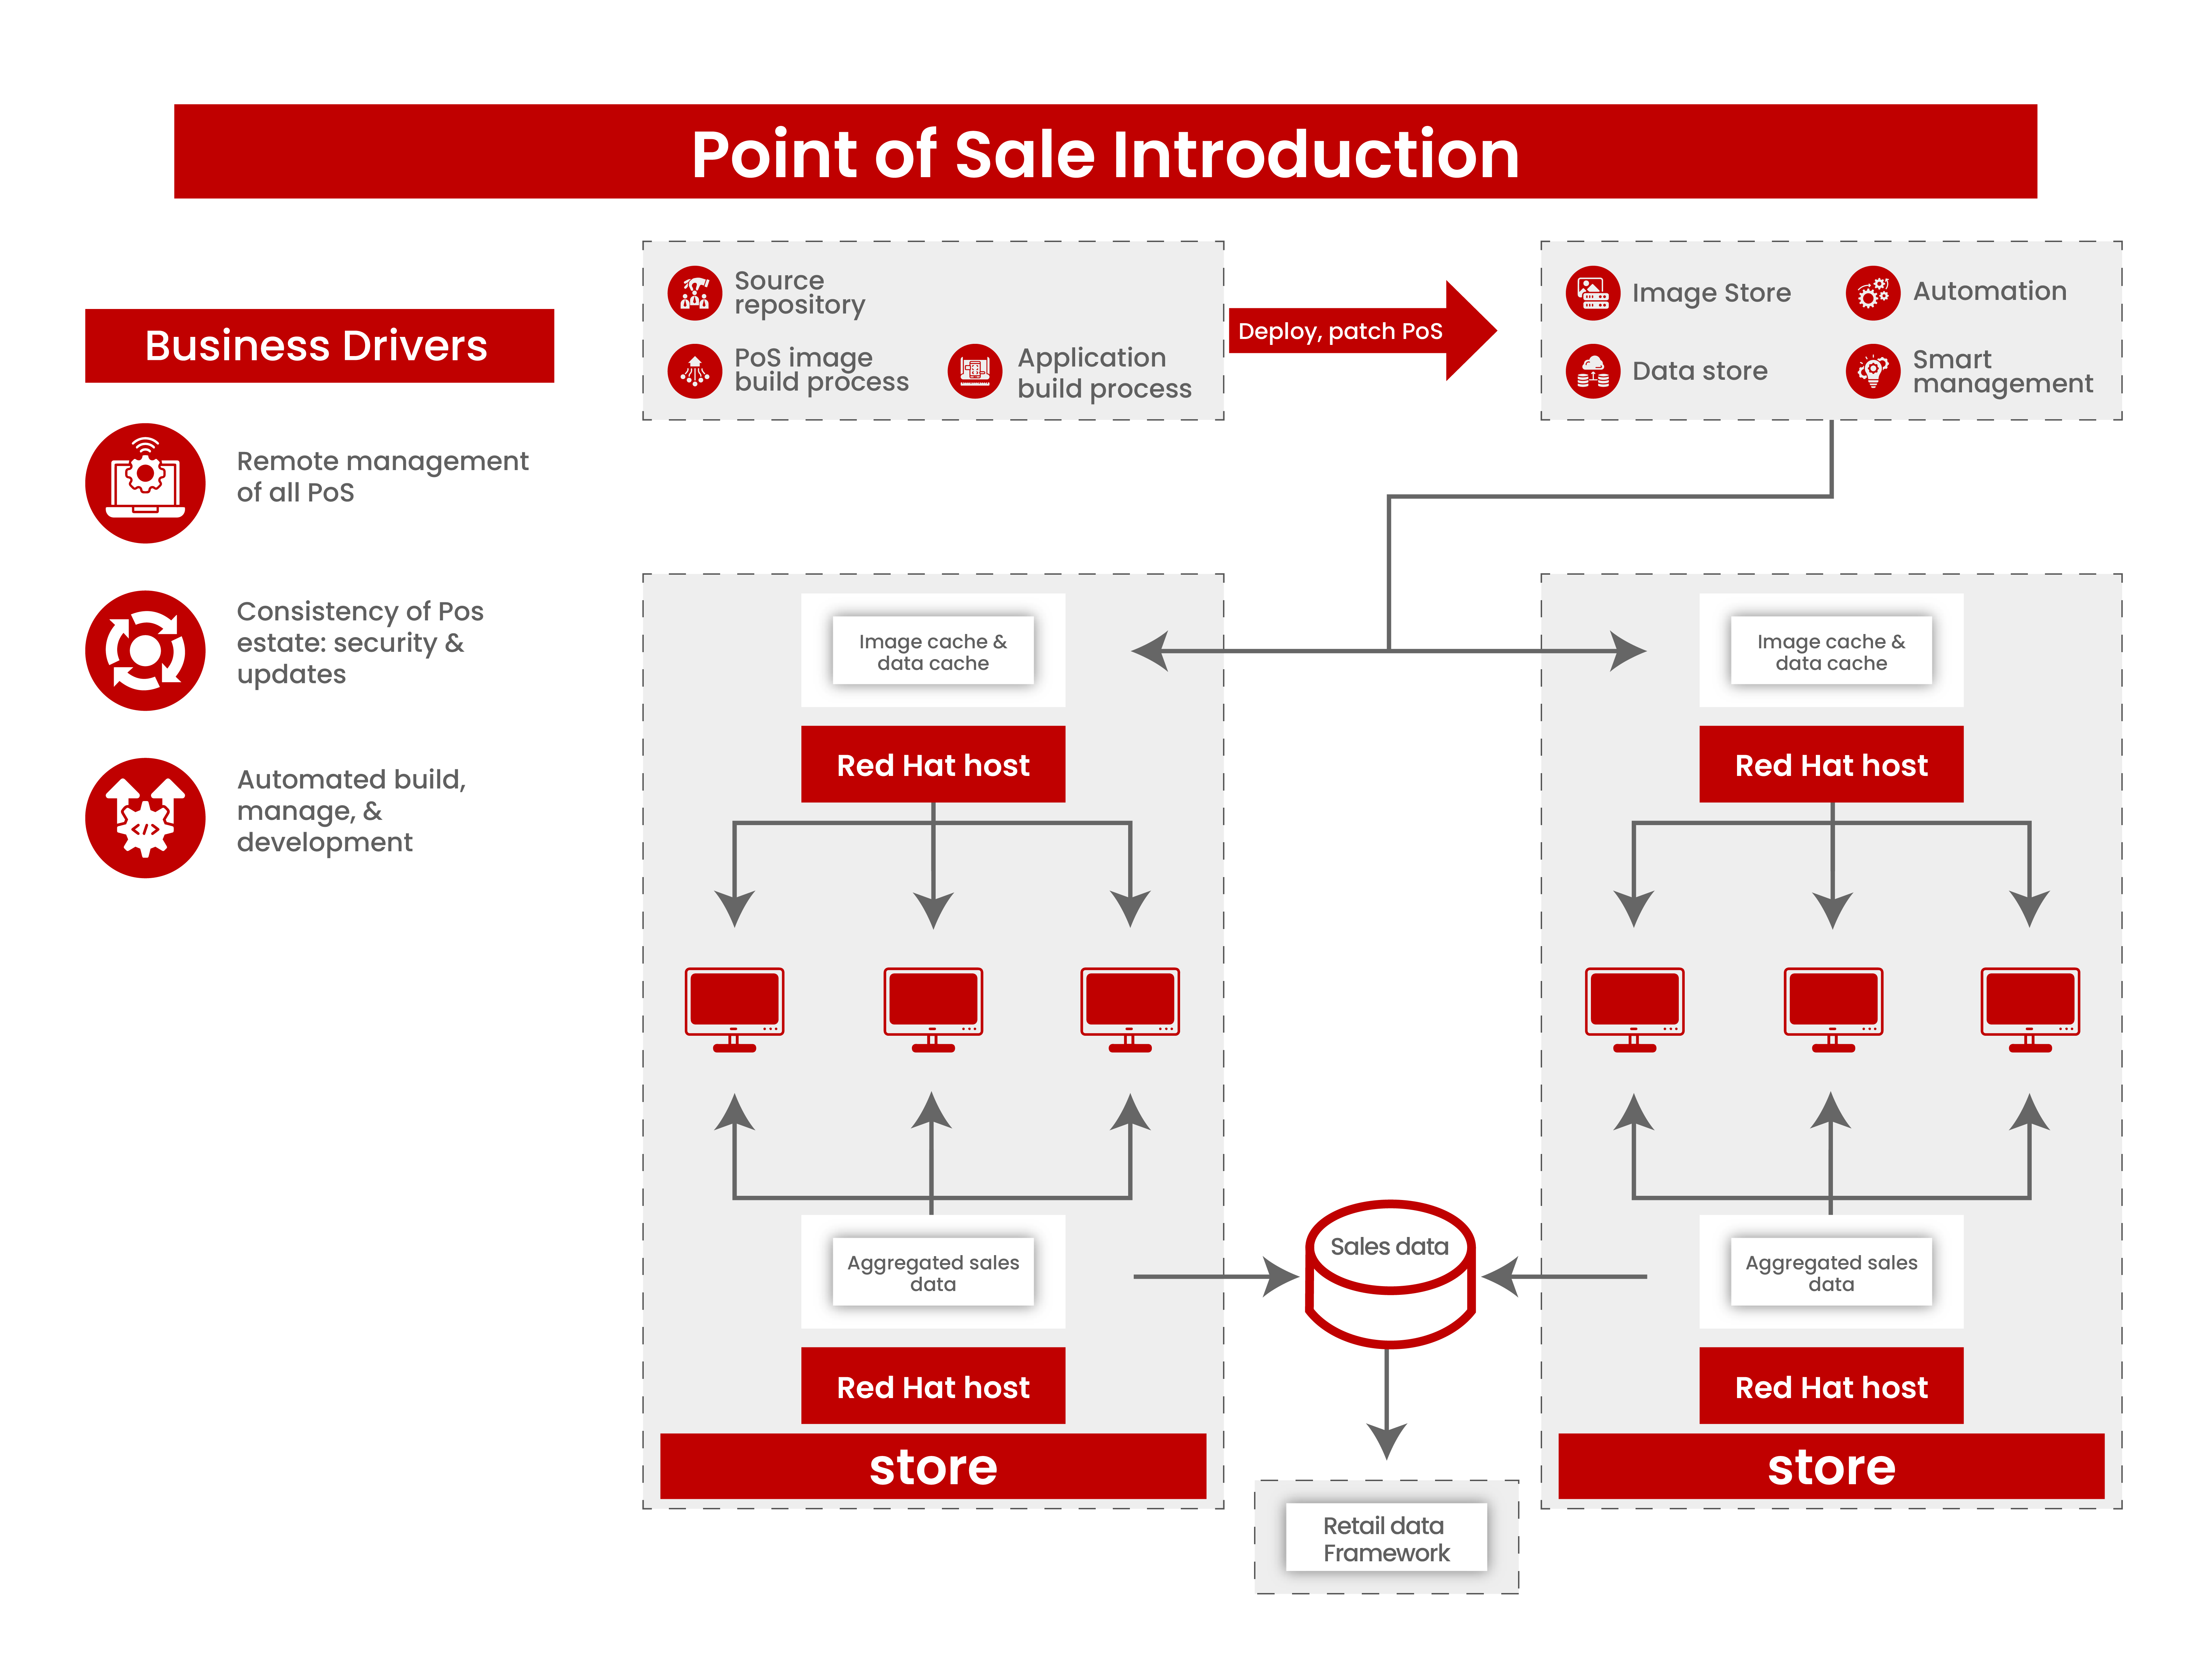 Point of Sale Introduction
Business Drivers
Remote management
of all PoS
Consistency of Pos
estate: security &
updates
Automated build,
manage, &
development
Source
repository
PoS image
build process
Application
build process
Deploy, patch PoS
Image Store
Automation
Data store
Smart
management
Image cache &
data cache
Red Hat host
Aggregated sales
data
Red Hat host
store
Image cache &
data cache
Red Hat host
Aggregated sales
data
Red Hat host
store
Sales data
Retail data
Framework